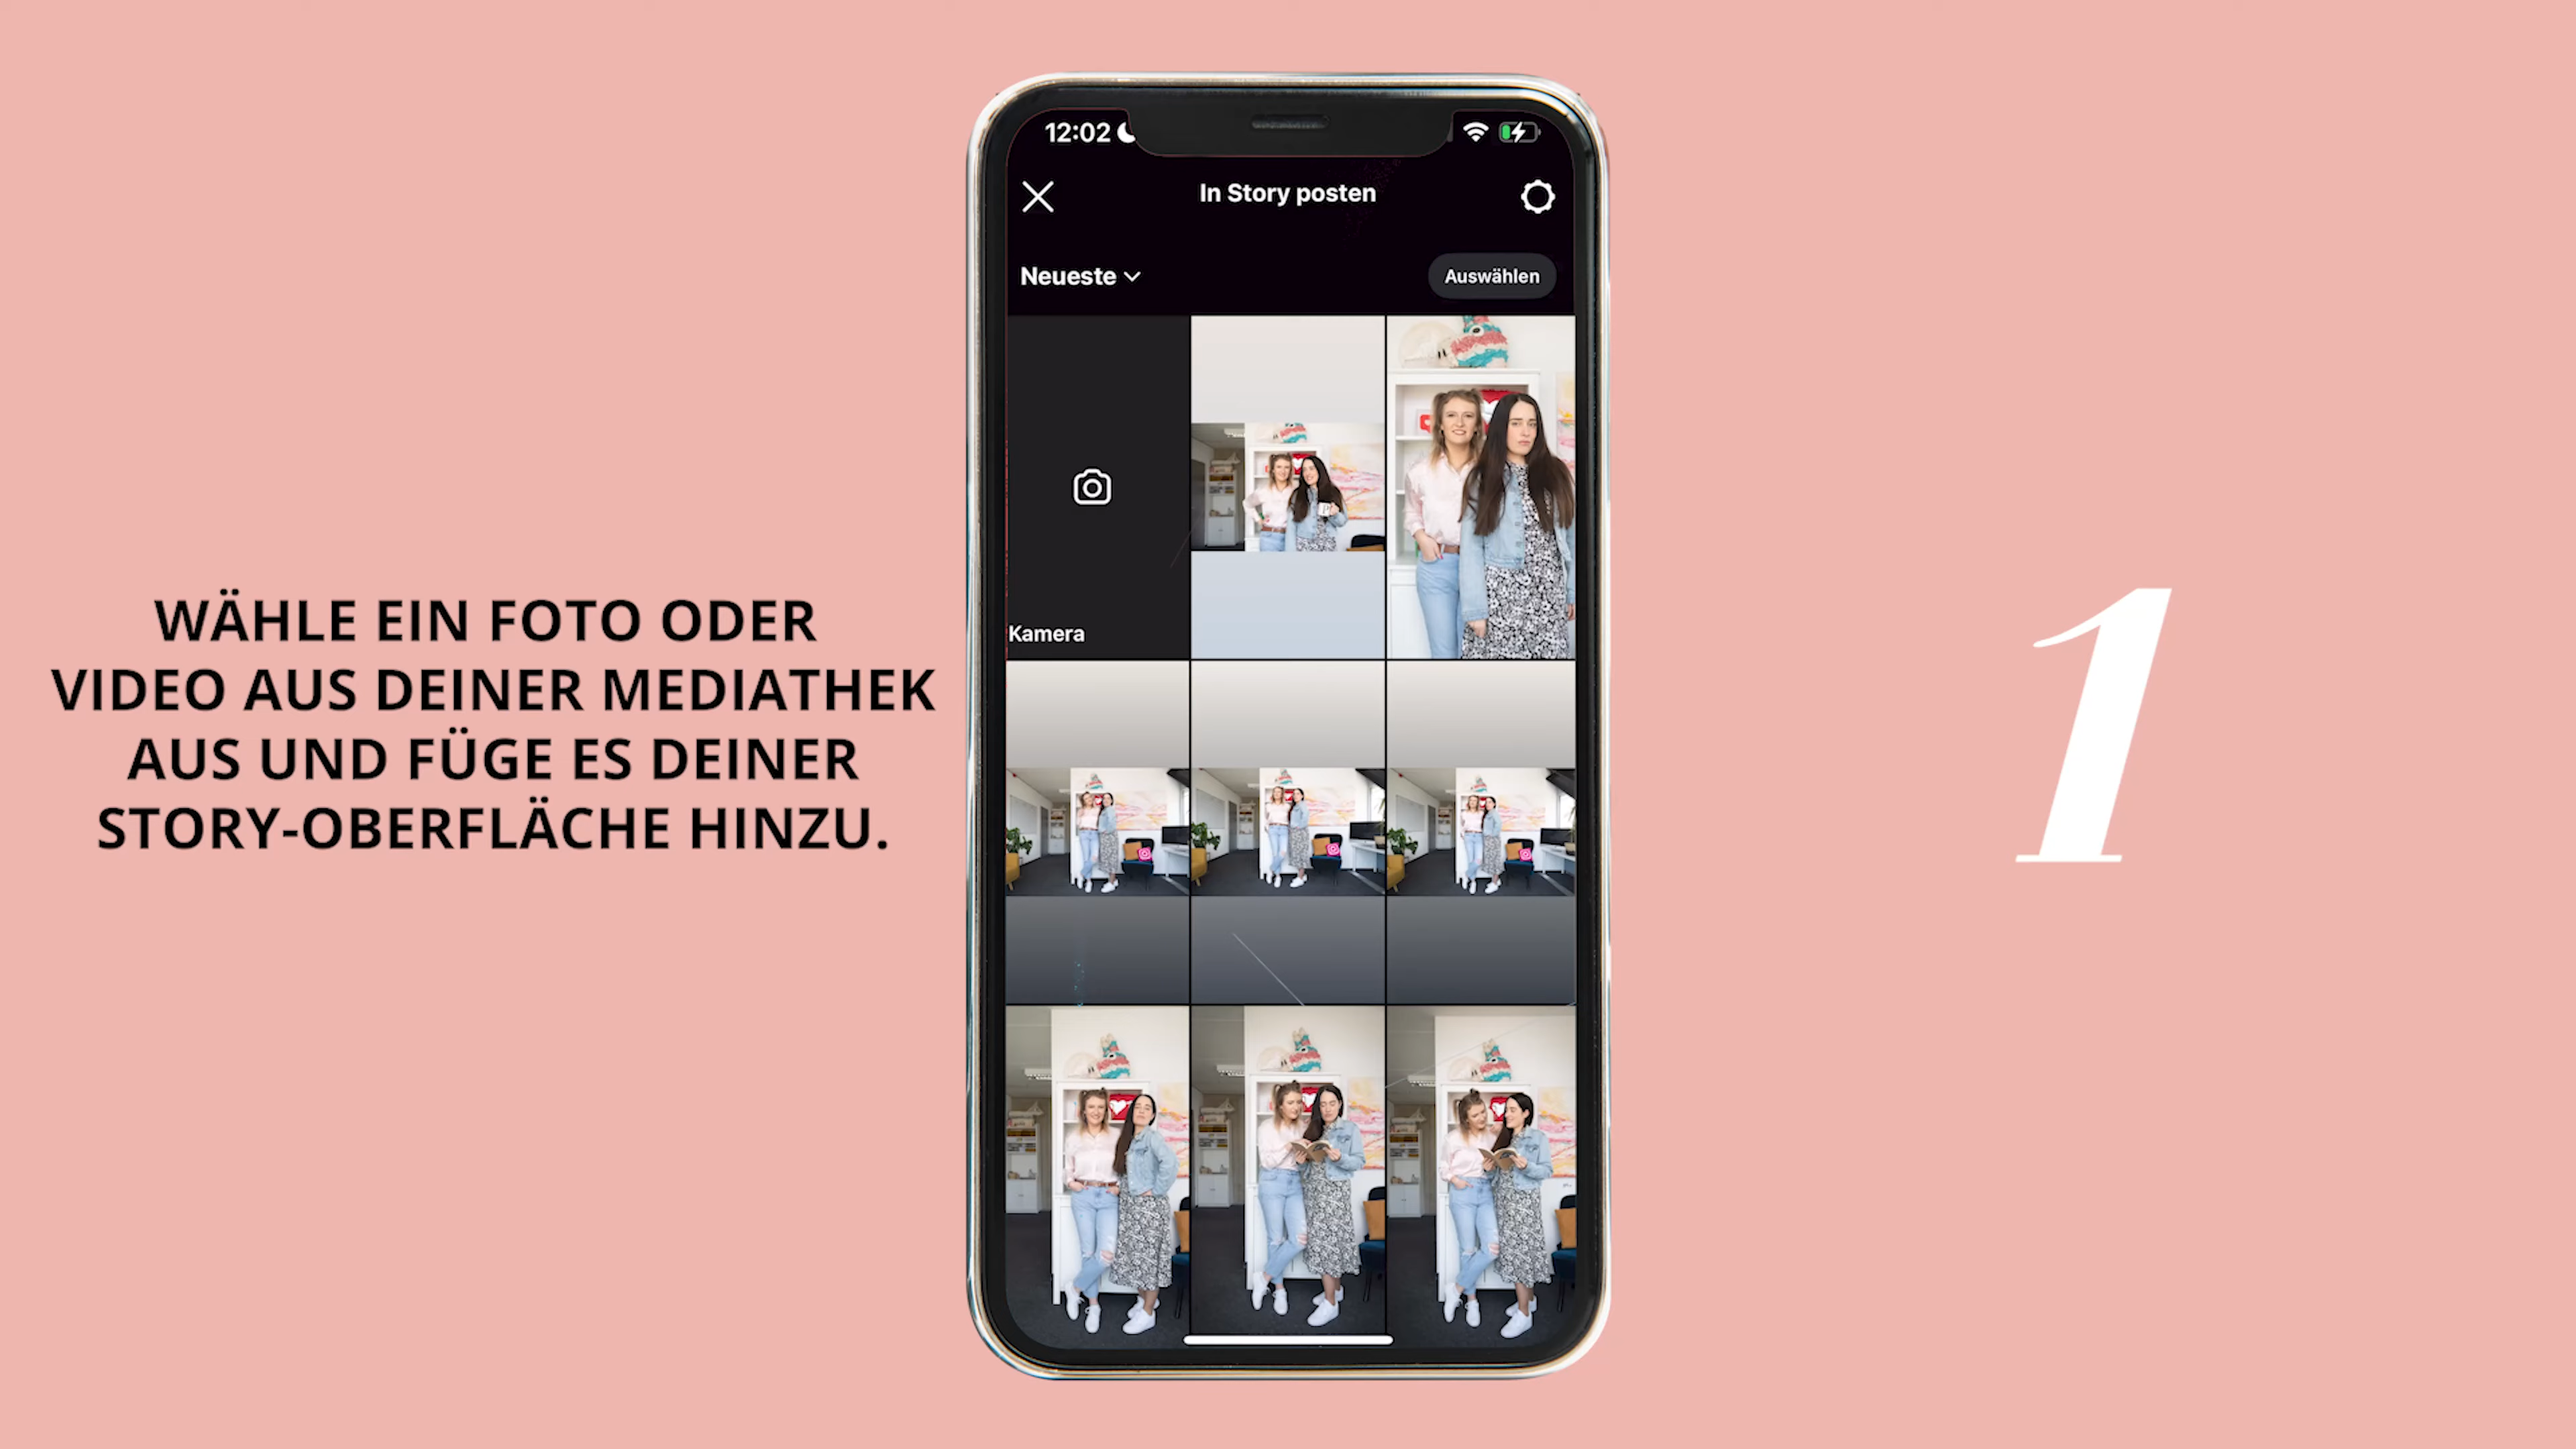 WÄHLE EIN FOTO ODER
VIDEO AUS DEINER MEDIATHEK
AUS UND FÜGE ES DEINER
STORY-OBERFLÄCHE HINZU.
12:02
In Story posten
Neueste
Auswählen
Kamera
1